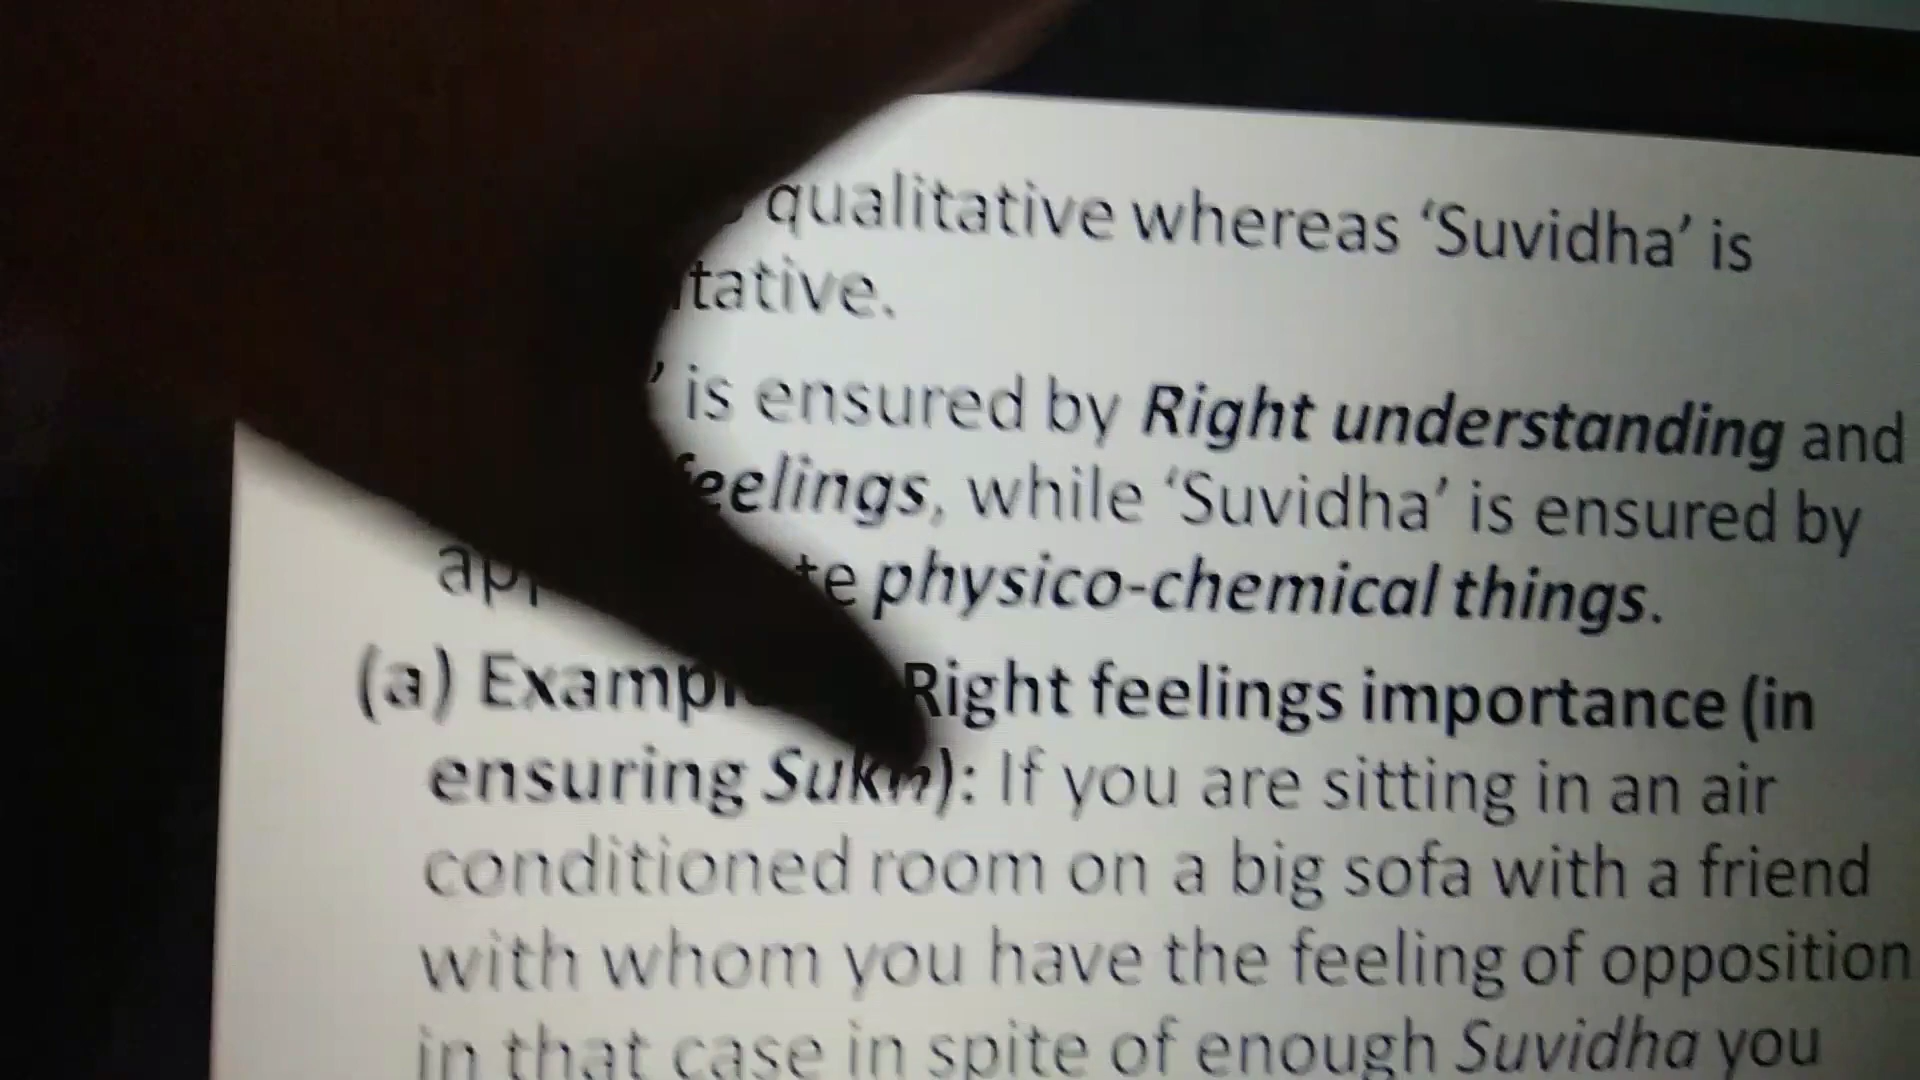 qualitative whereas ‘Suvidha’ is
tative.
’ is ensured by Right understanding and
eelings, while ‘Suvidha’ is ensured by
te physico-chemical things.
(a) Examp Right feelings importance (in
ensuring Sukh): If you are sitting in an air
conditioned room on a big sofa with a friend
with whom you have the feeling of opposition
in that case in spite of enough Suvidha you